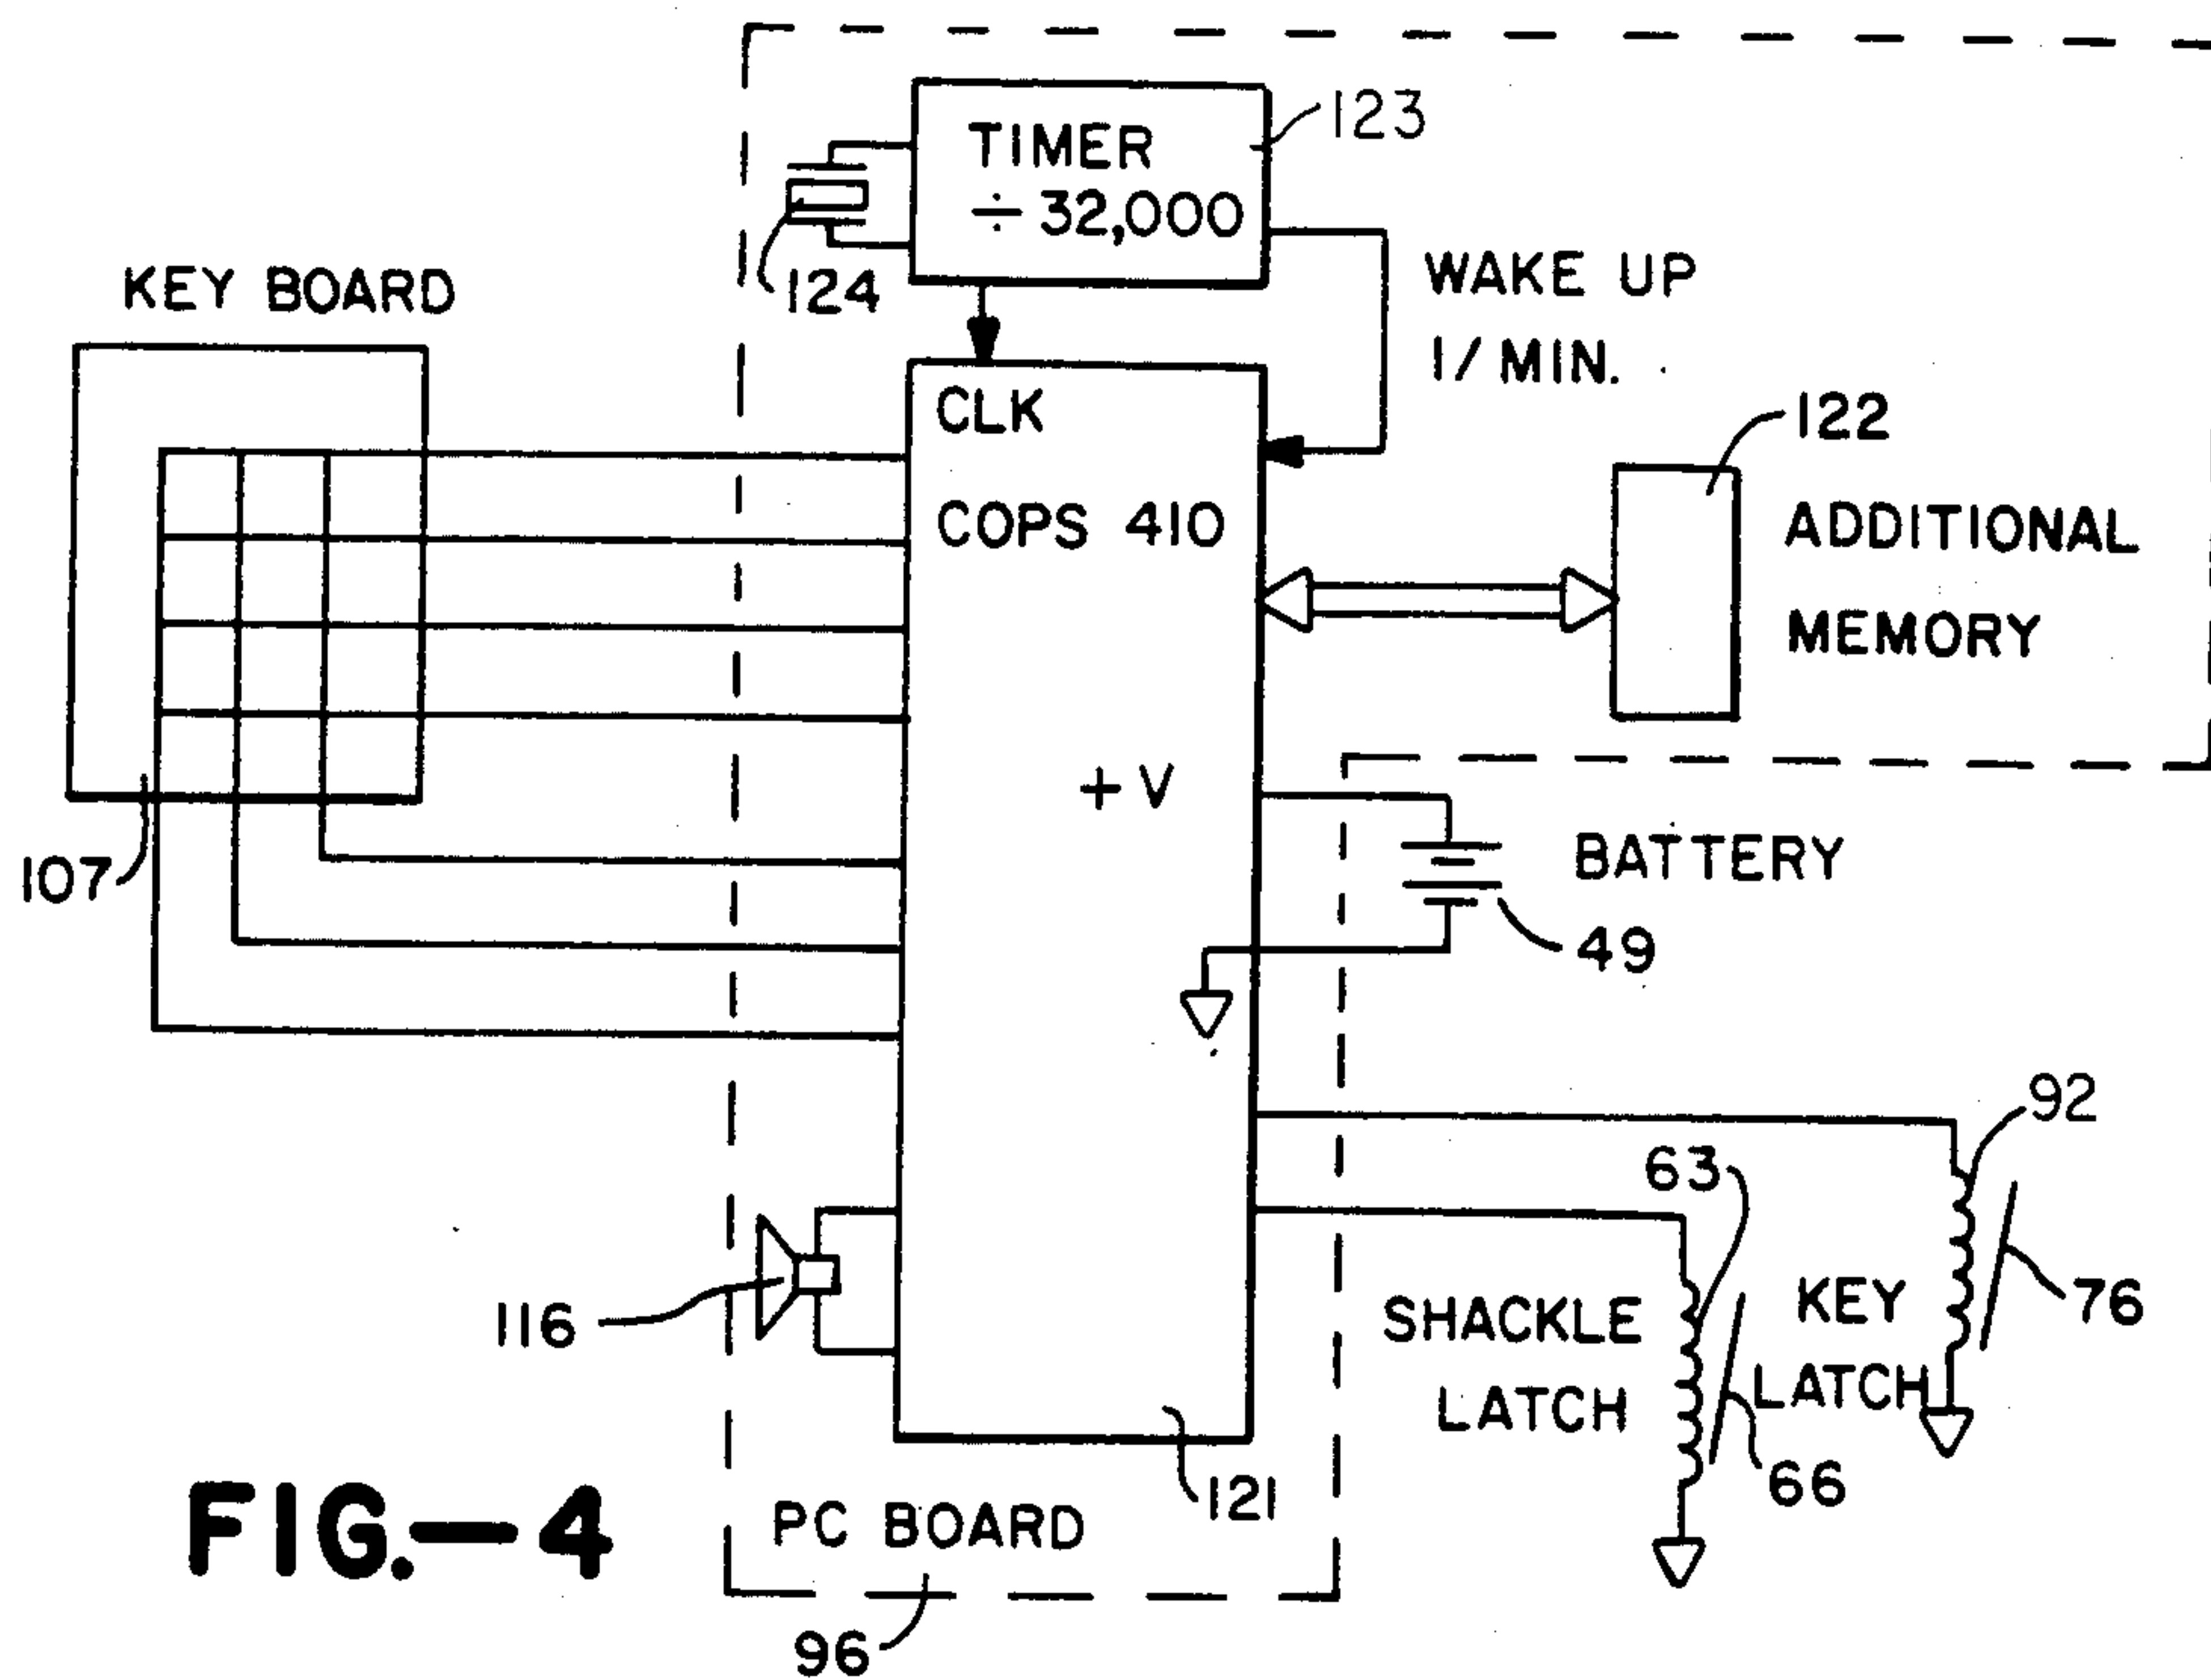 TIMER
÷ 32,000
123
124
WAKE UP
1/MIN.
KEY BOARD
CLK
COPS 410
122
ADDITIONAL
MEMORY
+ V
107
BATTERY
49
92
63
116
SHACKLE
LATCH
KEY
LATCH
76
66
121
PC BOARD
96
FIG.—4